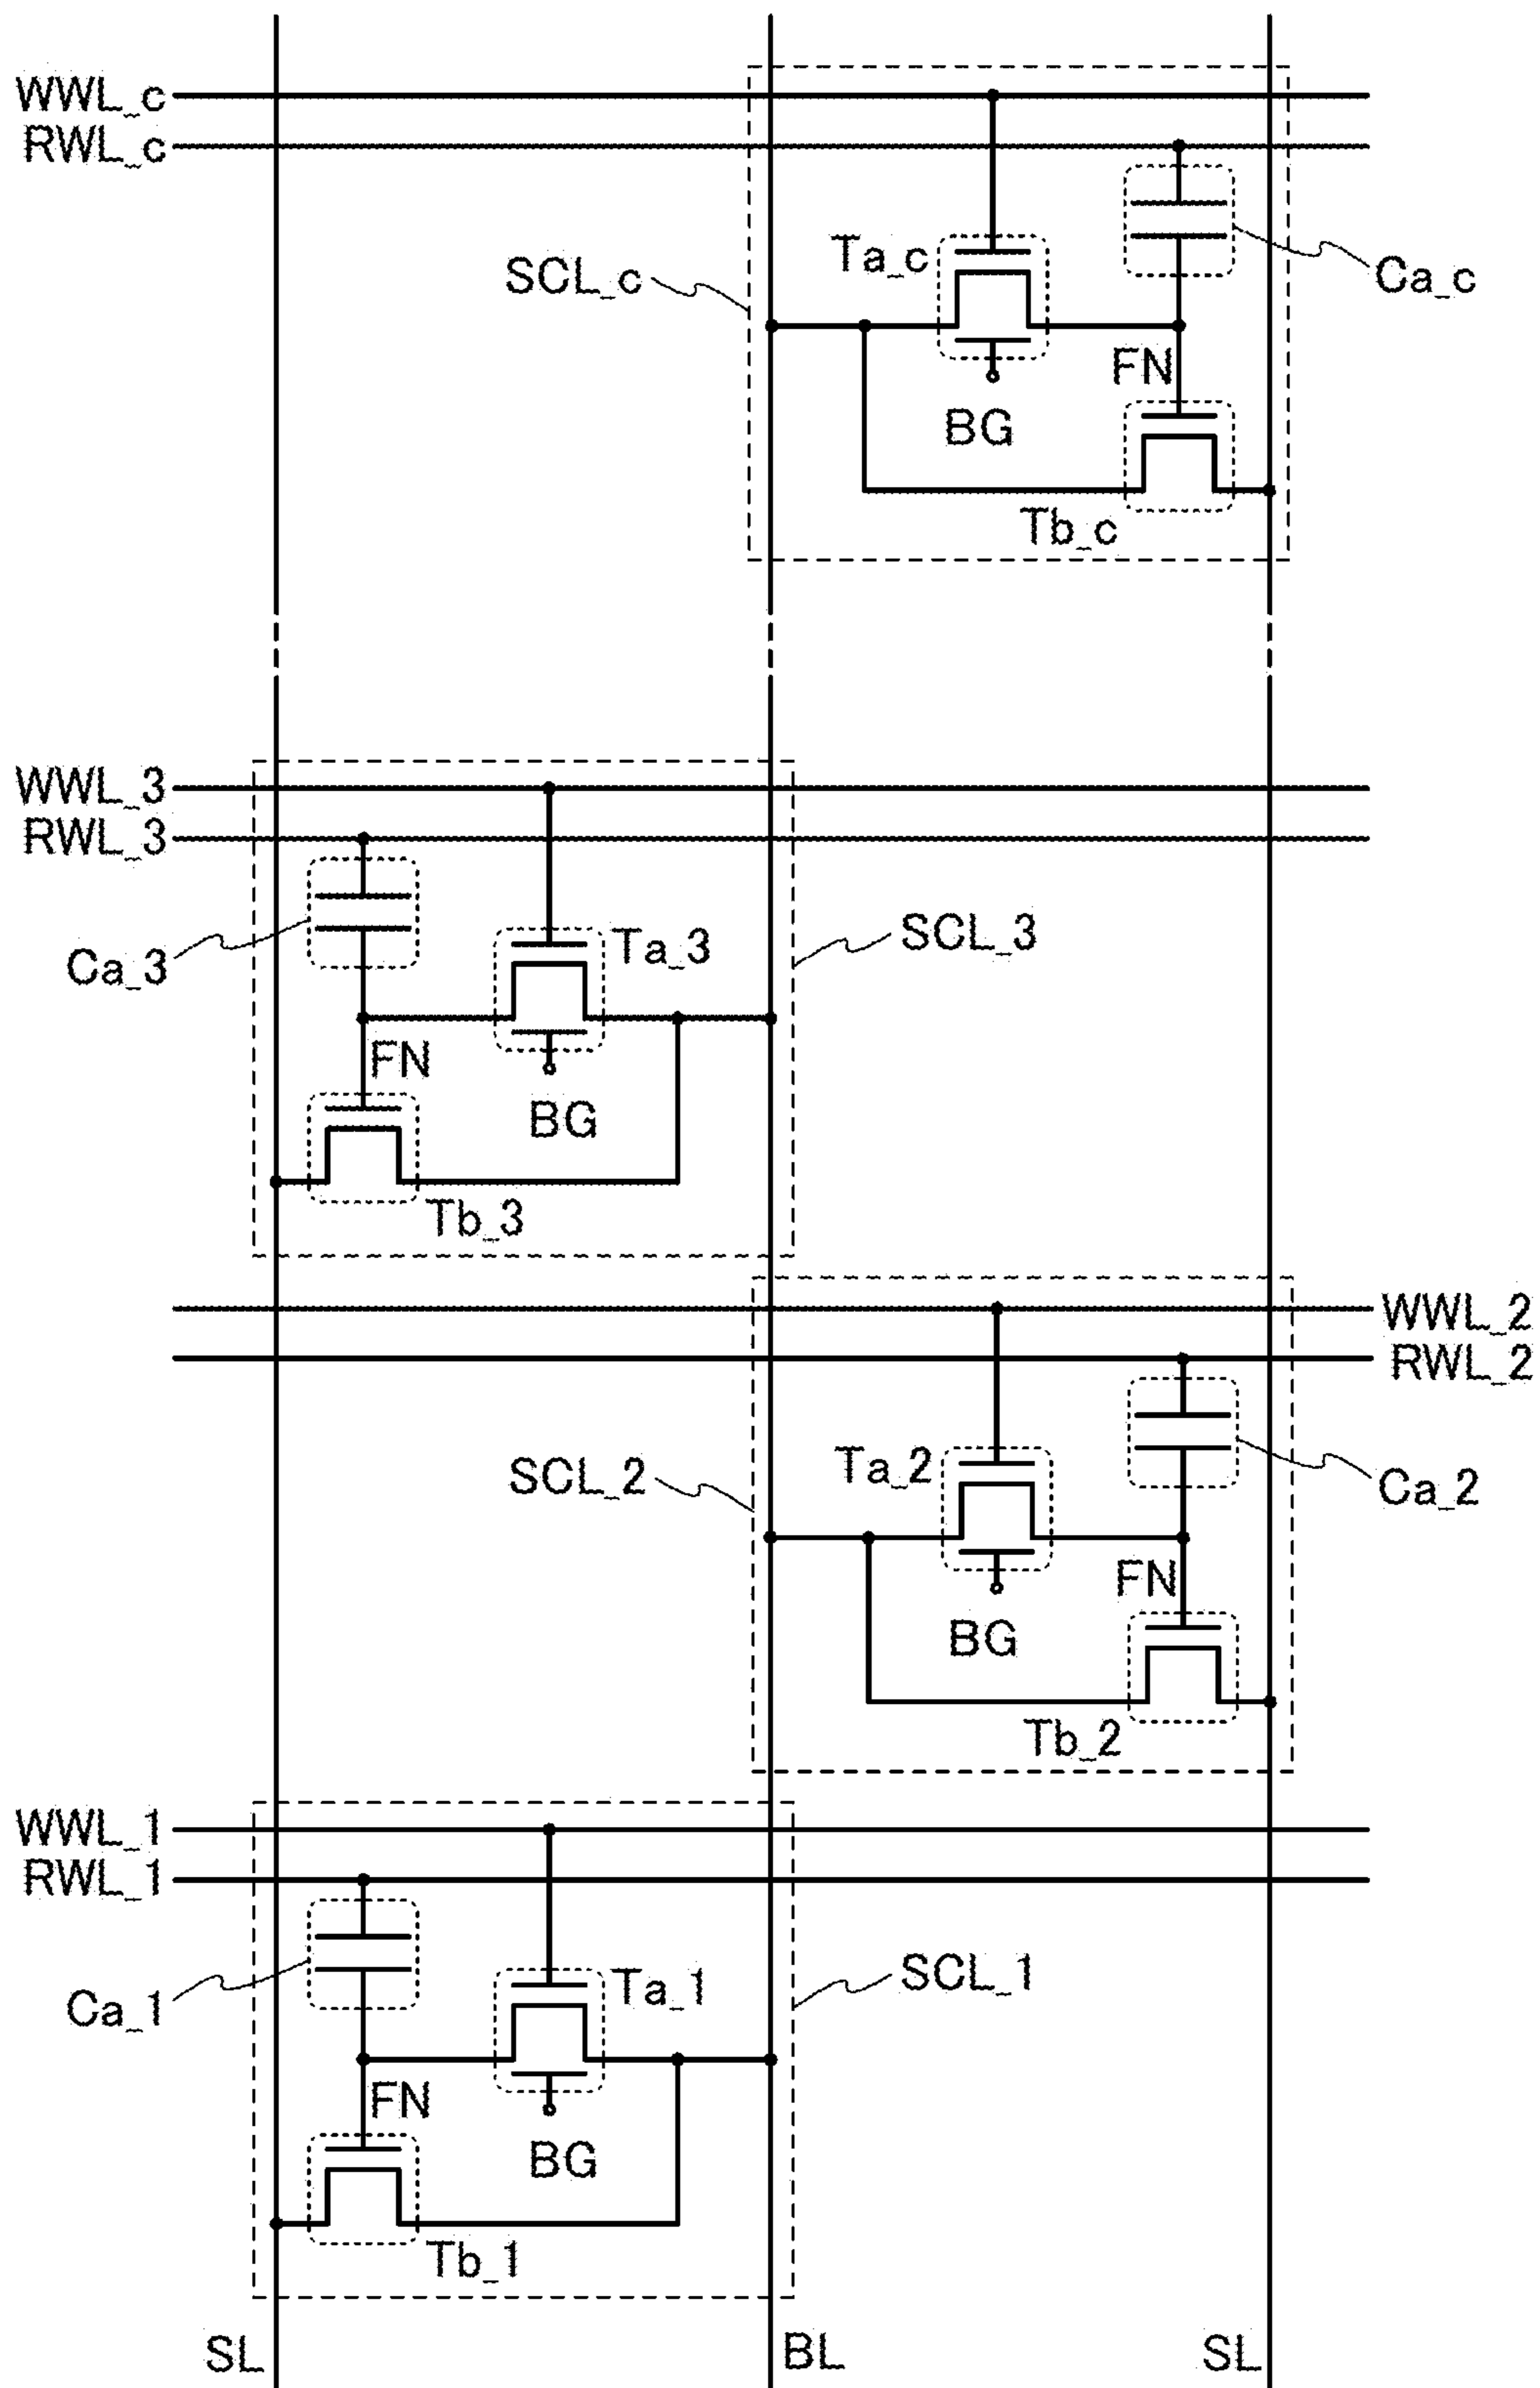 WWL_c
RWL_c
Ta_c
SCL_c
Ca_c
FN
BG
Tb_c
WWL_3
RWL_3
Ta_3
SCL_3
Ca_3
FN
BG
Tb_3
WWL_2
RWL_2
Ta_2
SCL_2
Ca_2
FN
BG
Tb_2
WWL_1
RWL_1
Ta_1
SCL_1
Ca_1
FN
BG
Tb_1
SL
BL
SL